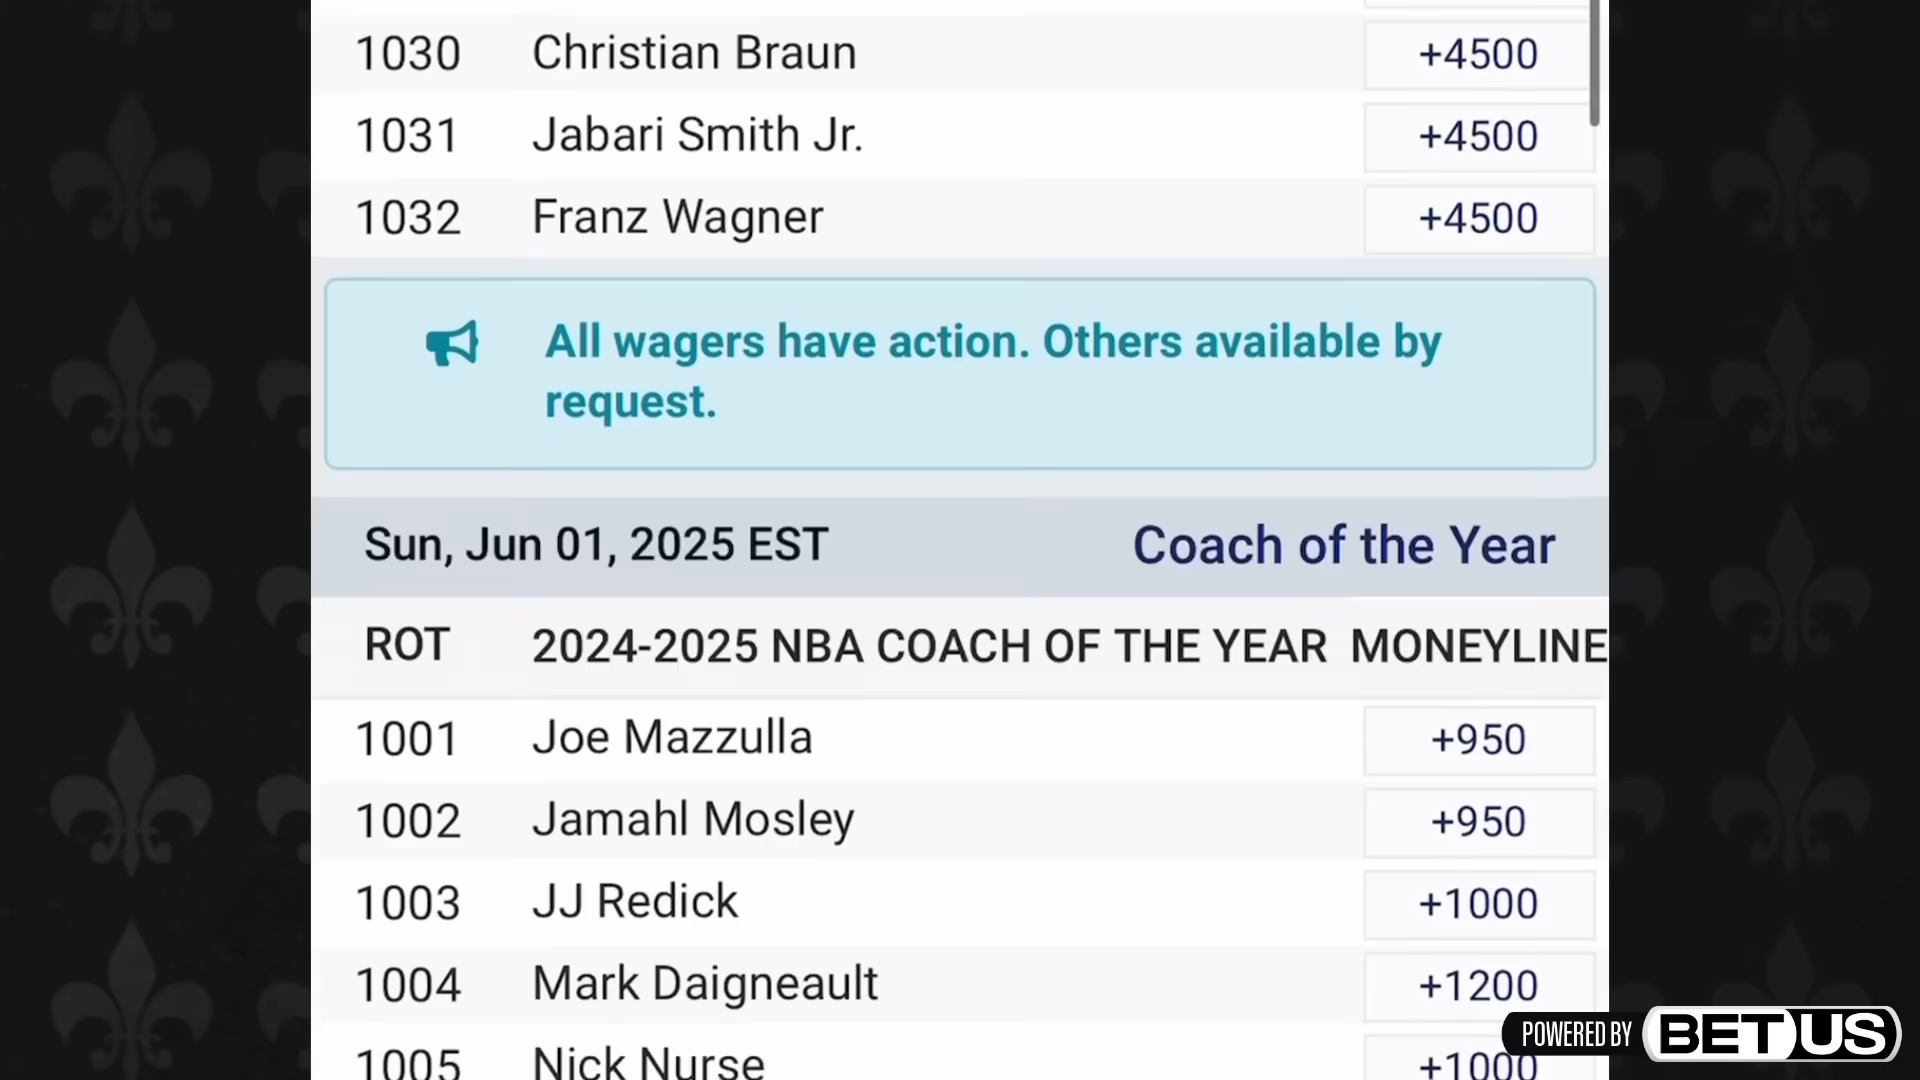 1030 Christian Braun +4500
1031 Jabari Smith Jr. +4500
1032 Franz Wagner +4500
All wagers have action. Others available by
request.
Sun, Jun 01, 2025 EST Coach of the Year
ROT 2024-2025 NBA COACH OF THE YEAR MONEYLINE
1001 Joe Mazzulla +950
1002 Jamahl Mosley +950
1003 JJ Redick +1000
1004 Mark Daigneault +1200
1005 Nick Nurse +1000
POWERED BY BETUS